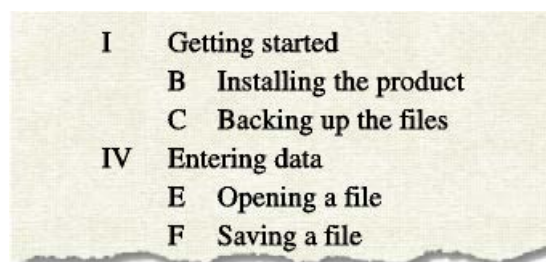 I Getting started
B Installing the product
C Backing up the files
IV Entering data
E Opening a file
F Saving a file